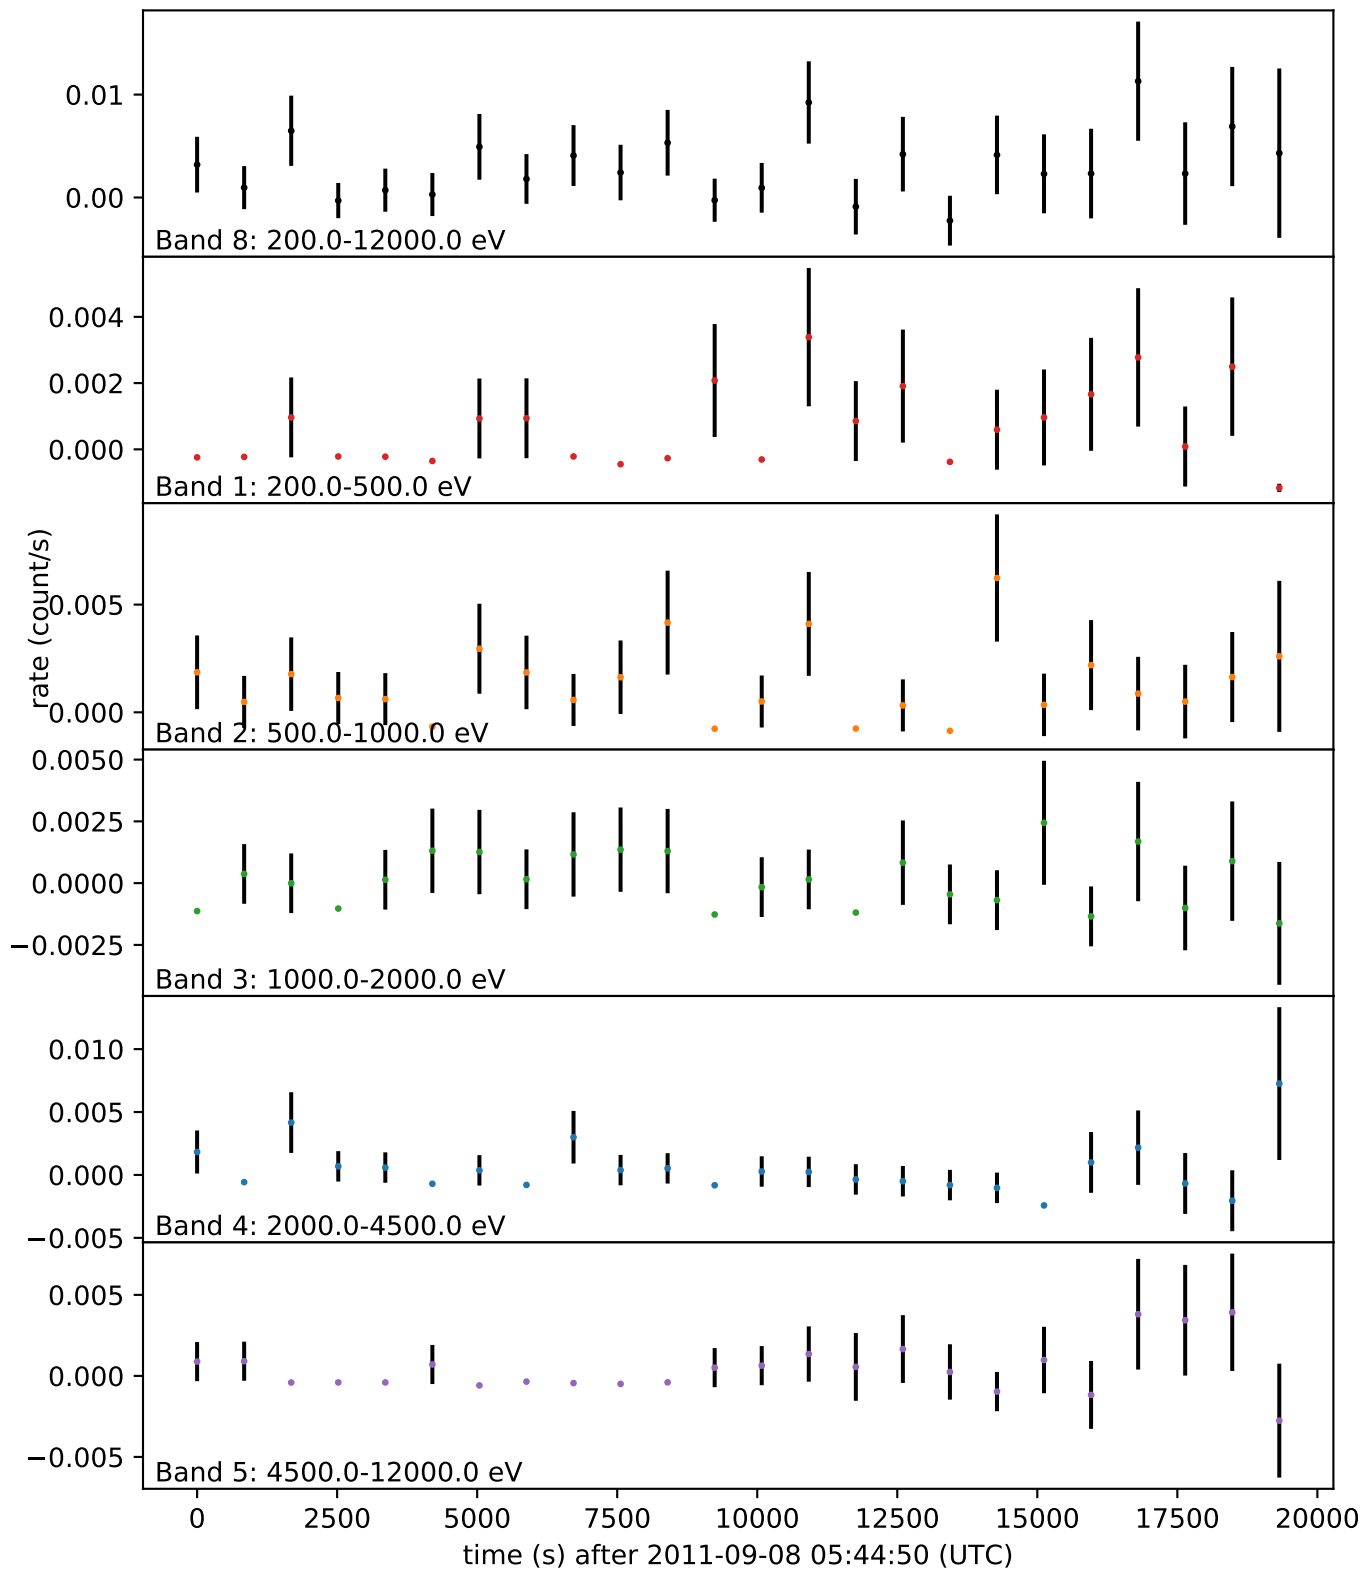 0.01
0.00
Band 8: 200.0-12000.0 eV
0.004
0.002
0.000
Band 1: 200.0-500.0 eV
rate (count/s)
0.005
0.000
Band 2: 500.0-1000.0 eV
0.0050
0.0025
0.0000
−0.0025
Band 3: 1000.0-2000.0 eV
0.010
0.005
0.000
−0.005
Band 4: 2000.0-4500.0 eV
0.005
0.000
−0.005
Band 5: 4500.0-12000.0 eV
0 2500 5000 7500 10000 12500 15000 17500 20000
time (s) after 2011-09-08 05:44:50 (UTC)